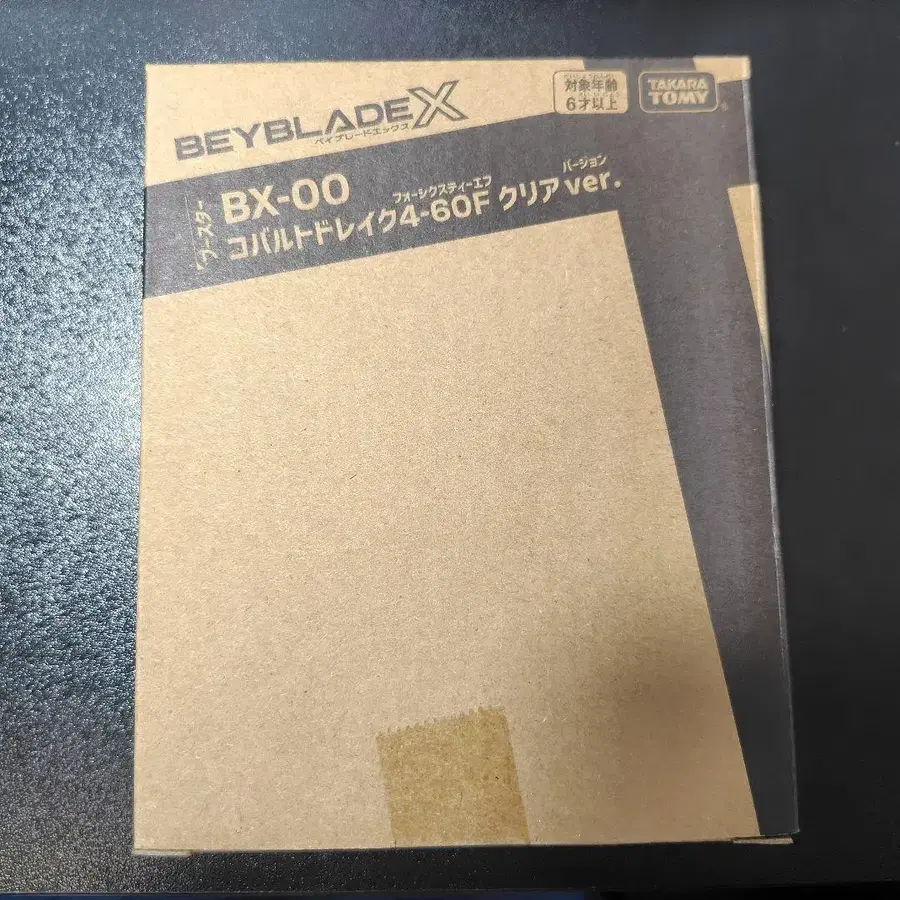 BEYBLADE X
ベイブレードエックス
対象年齢
6才以上
TAKARA
TOMY
ブースター
BX-00
フォーシクスティーエフ
バージョン
コバルトドレイク4-60F クリアver.